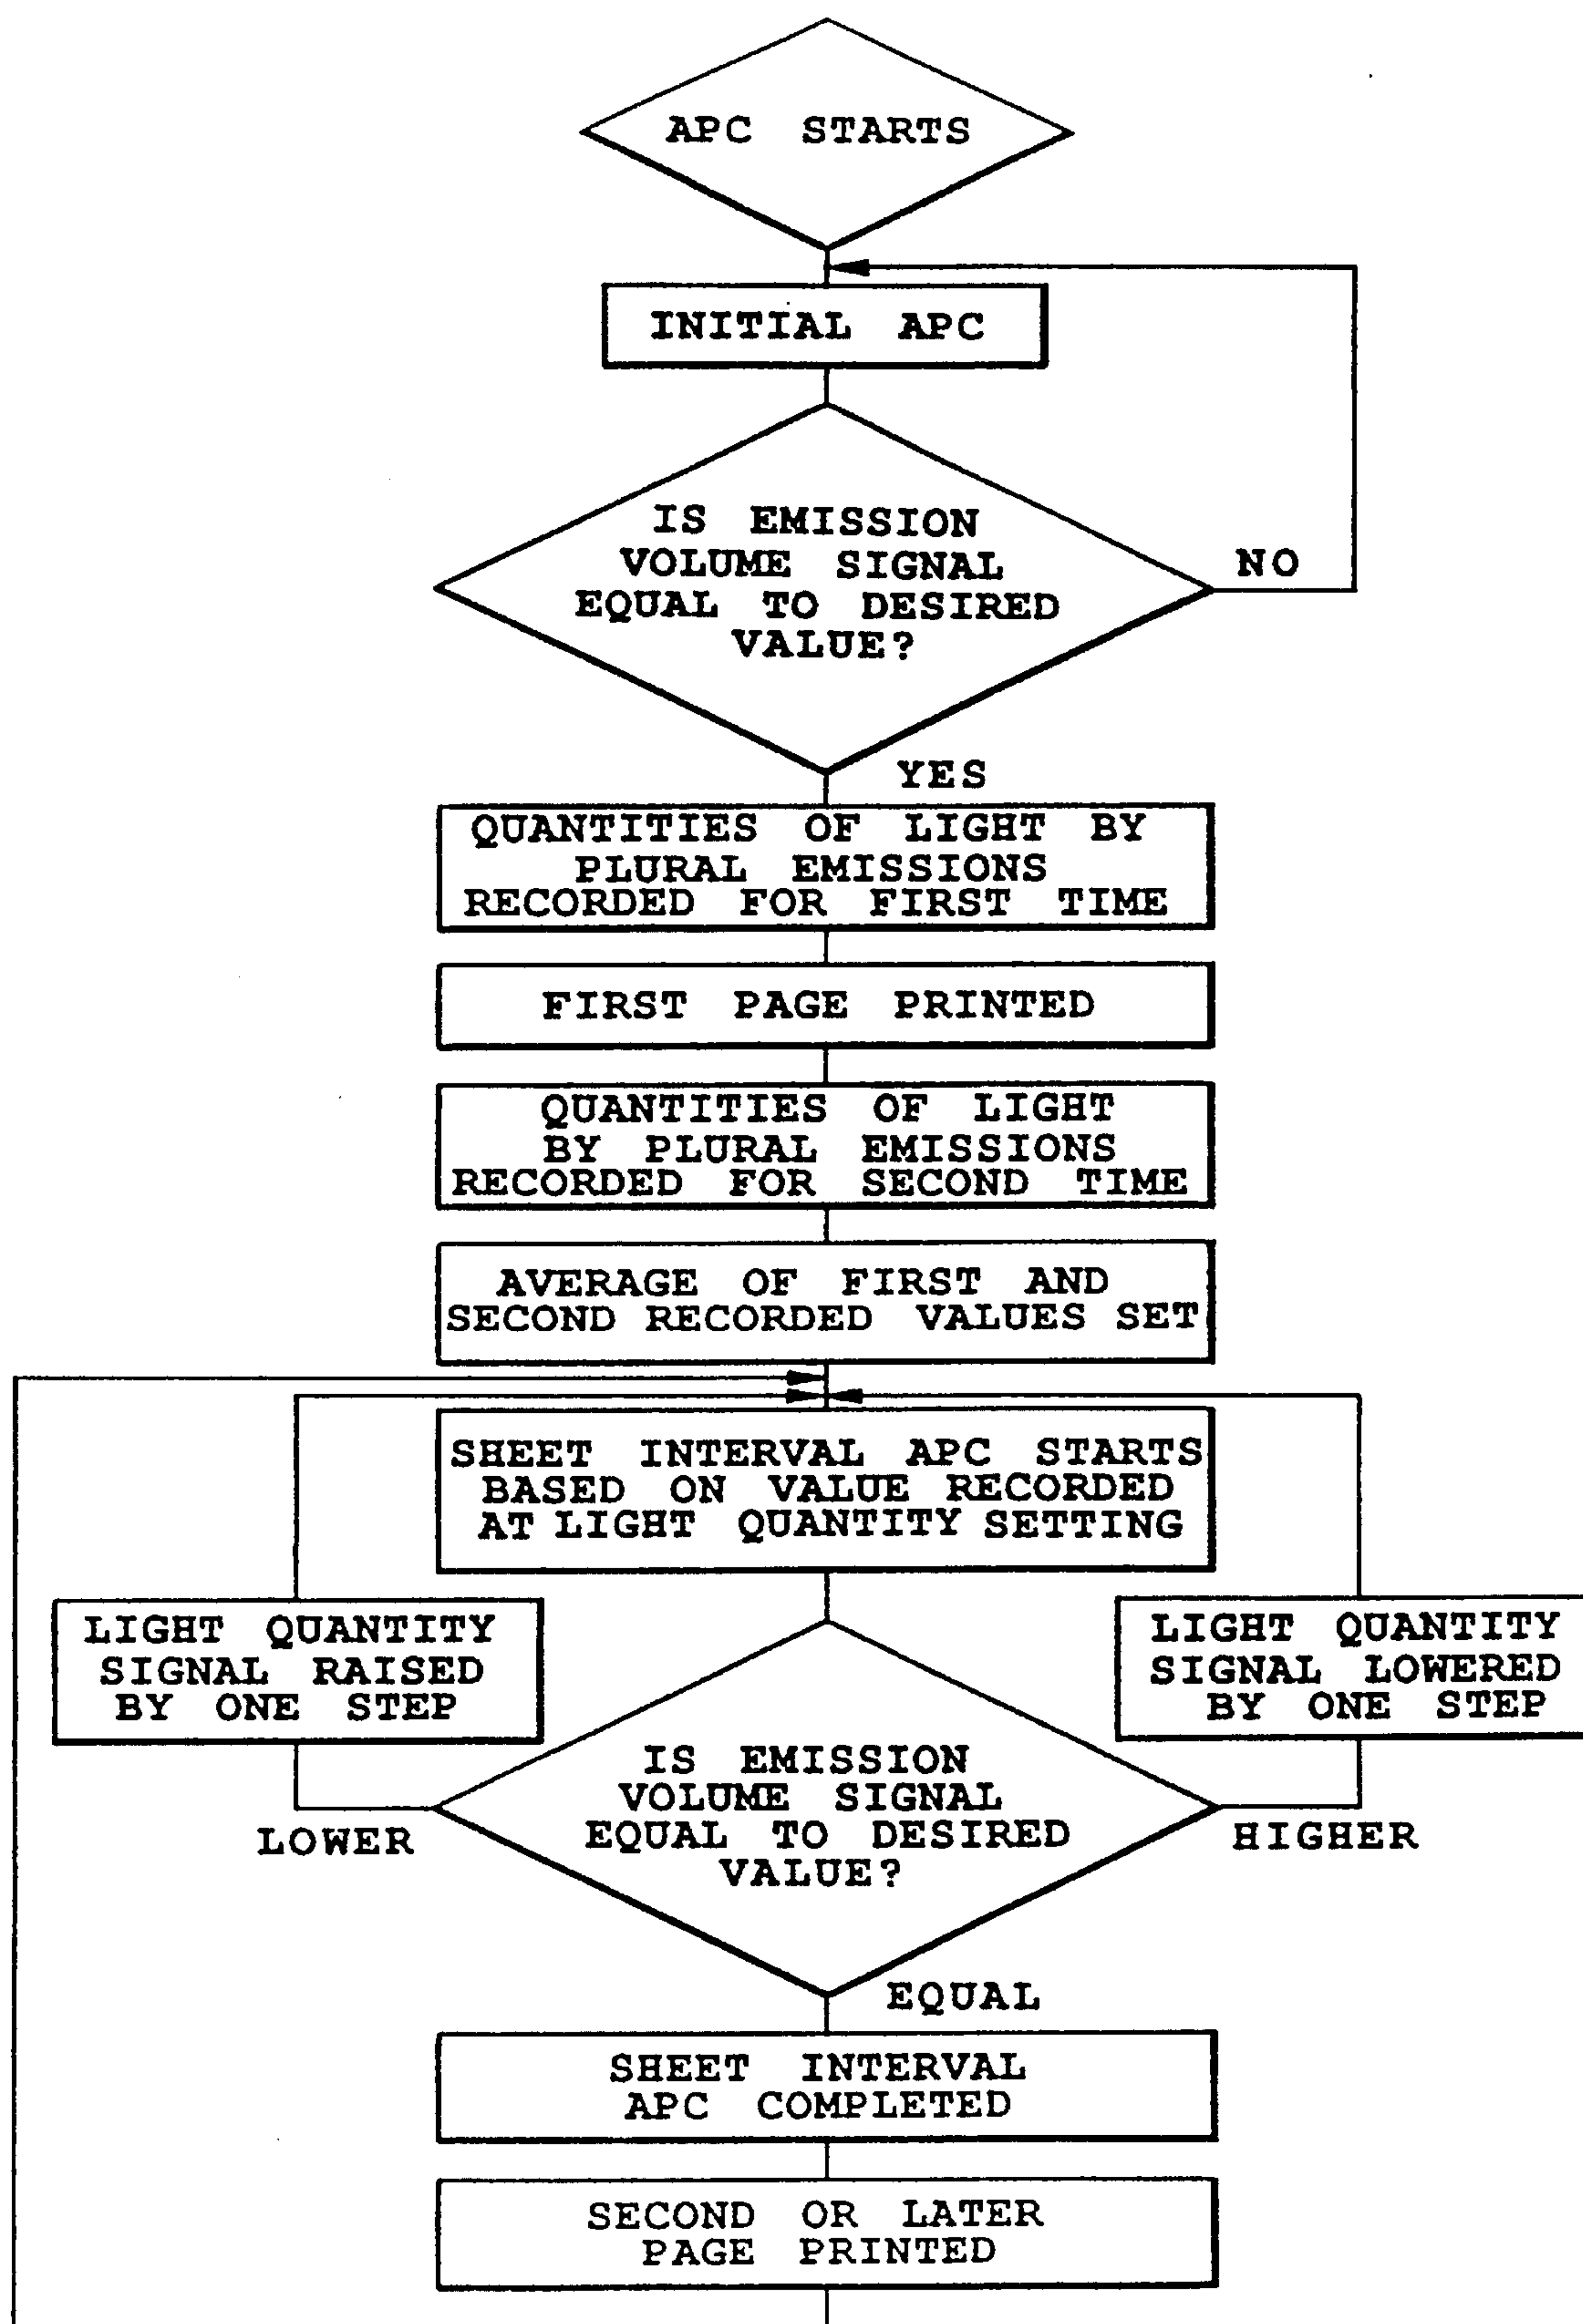 APC STARTS
INITIAL APC
IS EMISSION
VOLUME SIGNAL
EQUAL TO DESIRED
VALUE?
NO
YES
QUANTITIES OF LIGHT BY
PLURAL EMISSIONS
RECORDED FOR FIRST TIME
FIRST PAGE PRINTED
QUANTITIES OF LIGHT
BY PLURAL EMISSIONS
RECORDED FOR SECOND TIME
AVERAGE OF FIRST AND
SECOND RECORDED VALUES SET
SHEET INTERVAL APC STARTS
BASED ON VALUE RECORDED
AT LIGHT QUANTITY SETTING
LIGHT QUANTITY
SIGNAL RAISED
BY ONE STEP
LIGHT QUANTITY
SIGNAL LOWERED
BY ONE STEP
IS EMISSION
VOLUME SIGNAL
EQUAL TO DESIRED
VALUE?
LOWER
HIGHER
EQUAL
SHEET INTERVAL
APC COMPLETED
SECOND OR LATER
PAGE PRINTED